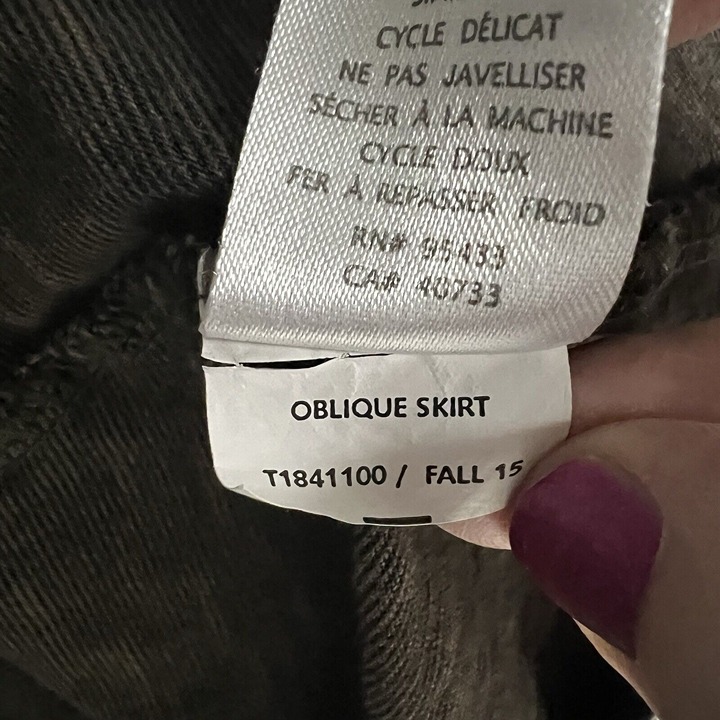 CYCLE DÉLICAT
NE PAS JAVELLISER
SÉCHER À LA MACHINE
CYCLE DOUX
FER À REPASSER FROID
RN# 95433
CA# 40733
OBLIQUE SKIRT
T1841100 / FALL 15